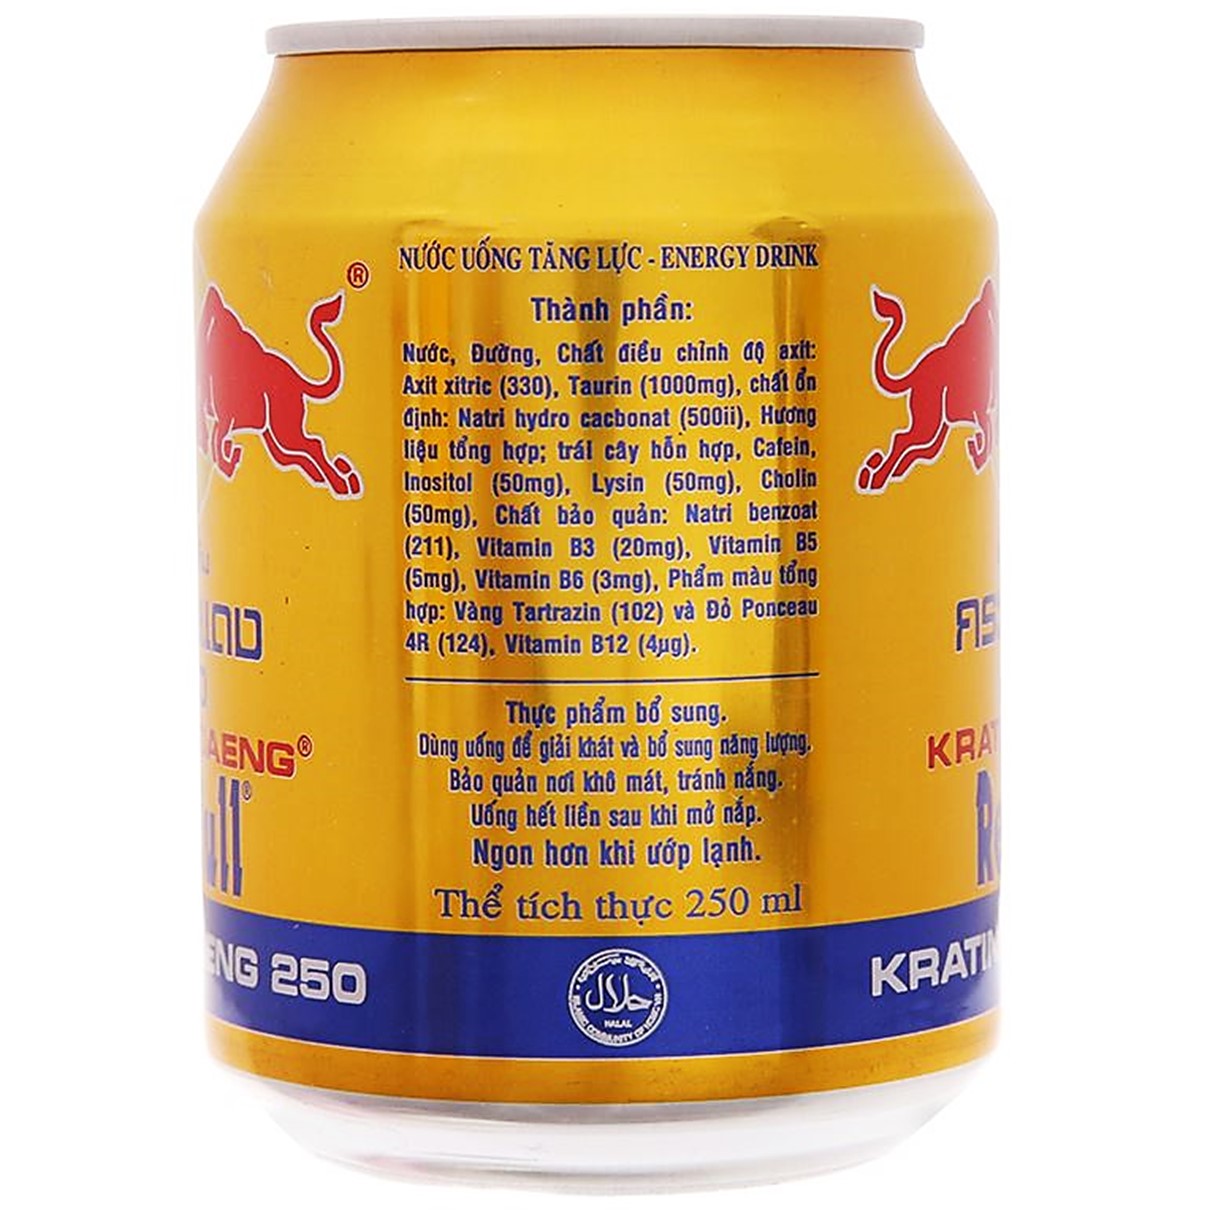 NƯỚC UỐNG TĂNG LỰC - ENERGY DRINK
Thành phần:
Nước, Đường, Chất điều chỉnh độ axit:
Axit xitric (330), Taurin (1000mg), chất ổn
định: Natri hydro cacbonat (500ii), Hương
liệu tổng hợp; trái cây hỗn hợp, Cafein,
Inositol (50mg), Lysin (50mg), Cholin
(50mg), Chất bảo quản: Natri benzoat
(211), Vitamin B3 (20mg), Vitamin B5
(5mg), Vitamin B6 (3mg), Phẩm màu tổng
hợp: Vàng Tartrazin (102) và Đỏ Ponceau
4R (124), Vitamin B12 (4µg).
Thực phẩm bổ sung.
Dùng uống để giải khát và bổ sung năng lượng.
Bảo quản nơi khô mát, tránh nắng.
Uống hết liền sau khi mở nắp.
Ngon hơn khi ướp lạnh.
Thể tích thực 250 ml
®
AENG®
ull®
ENG 250
KRAT
KRATIN
حلال
HALAL